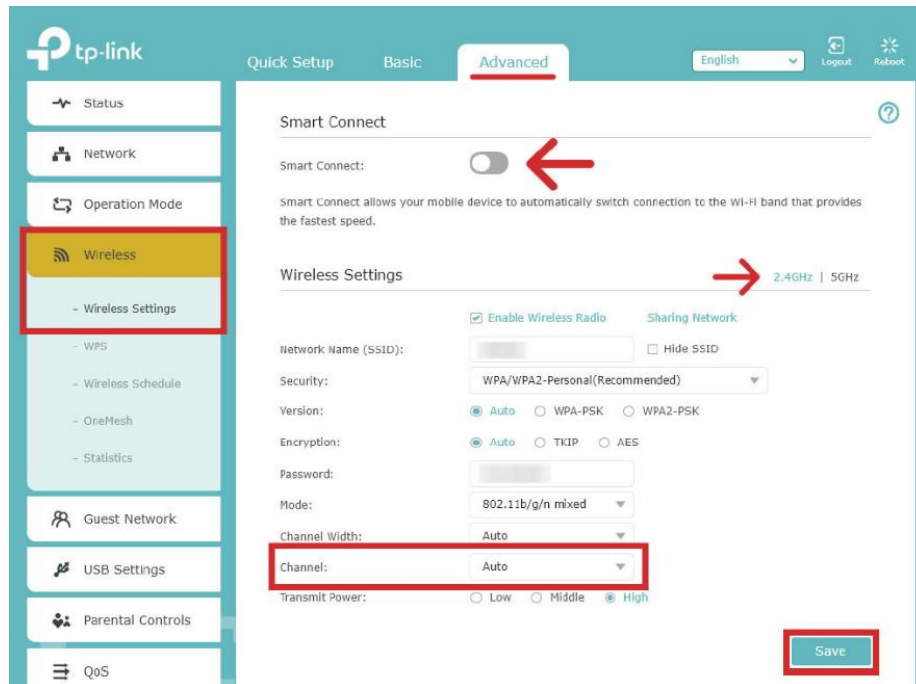 tp-link
Quick Setup Basic Advanced English Logout Reboot
Status
Network
Operation Mode
Wireless
- Wireless Settings
- WPS
- Wireless Schedule
- OneMesh
- Statistics
Guest Network
USB Settings
Parental Controls
QoS
Smart Connect
Smart Connect:
Smart Connect allows your mobile device to automatically switch connection to the Wi-Fi band that provides
the fastest speed.
Wireless Settings 2.4GHz | 5GHz
Enable Wireless Radio Sharing Network
Network Name (SSID): Hide SSID
Security: WPA/WPA2-Personal(Recommended)
Version: Auto WPA-PSK WPA2-PSK
Encryption: Auto TKIP AES
Password:
Mode: 802.11b/g/n mixed
Channel Width: Auto
Channel: Auto
Transmit Power: Low Middle High
Save